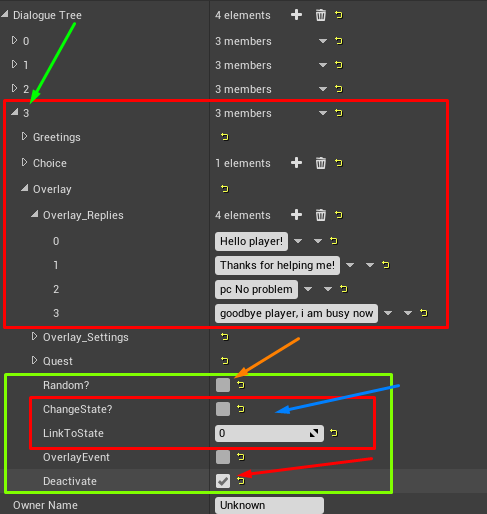 Dialogue Tree 4 elements
0 3 members
1 3 members
2 3 members
3 3 members
Greetings
Choice 1 elements
Overlay
Overlay_Replies 4 elements
0 Hello player!
1 Thanks for helping me!
2 pc No problem
3 goodbye player, i am busy now
Overlay_Settings
Quest
Random?
ChangeState?
LinkToState 0
OverlayEvent
Deactivate
Owner Name Unknown